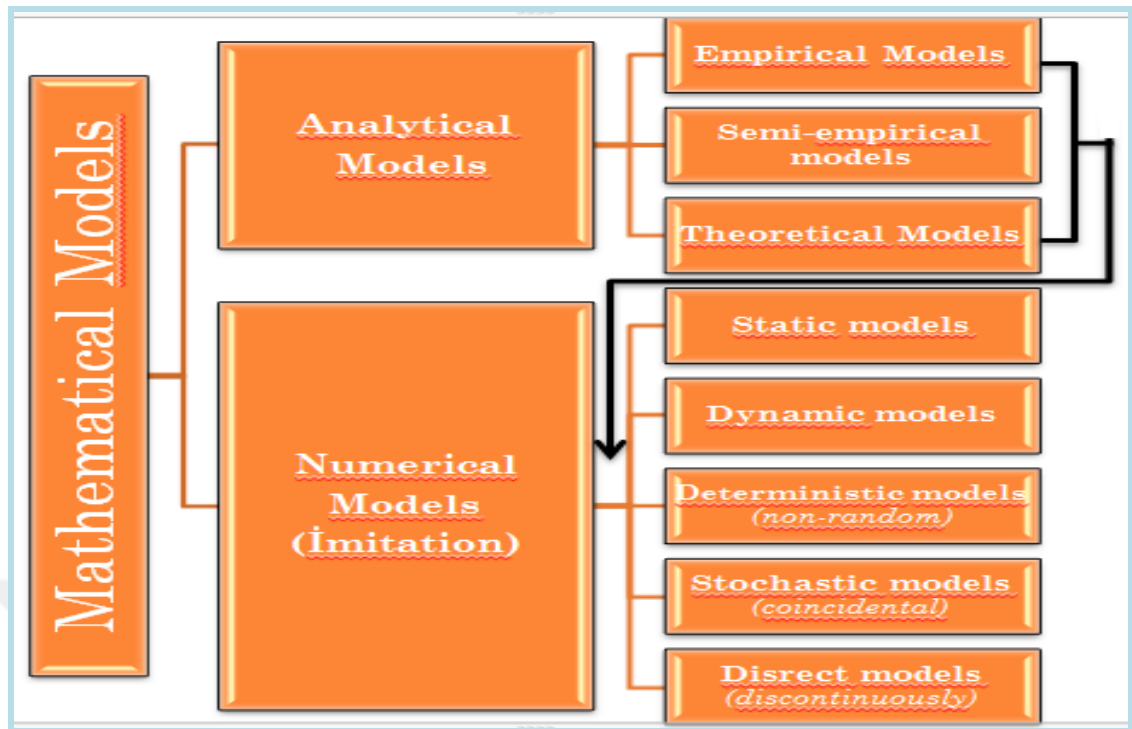 Mathematical Models
Analytical
Models
Numerical
Models
(İmitation)
Empirical Models
Semi-empirical
models
Theoretical Models
Static models
Dynamic models
Deterministic models
(non-random)
Stochastic models
(coincidental)
Disrect models
(discontinuously)